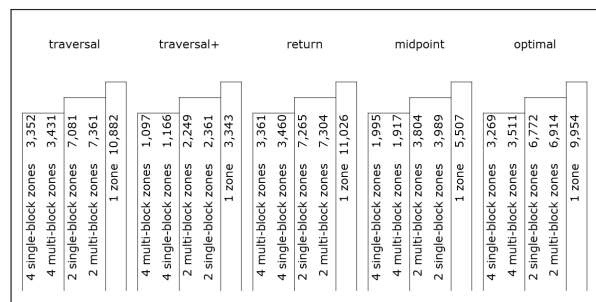 traversal
4 single-block zones 3,352
4 multi-block zones 3,431
2 single-block zones 7,081
2 multi-block zones 7,361
1 zone 10,882
traversal+
4 multi-block zones 1,097
4 single-block zones 1,166
2 multi-block zones 2,249
2 single-block zones 2,361
1 zone 3,343
return
4 multi-block zones 3,361
4 single-block zones 3,460
2 single-block zones 7,265
2 multi-block zones 7,304
1 zone 11,026
midpoint
4 single-block zones 1,995
4 multi-block zones 1,917
2 multi-block zones 3,804
2 single-block zones 3,989
1 zone 5,507
optimal
4 single-block zones 3,269
4 multi-block zones 3,511
2 single-block zones 6,772
2 multi-block zones 6,914
1 zone 9,954